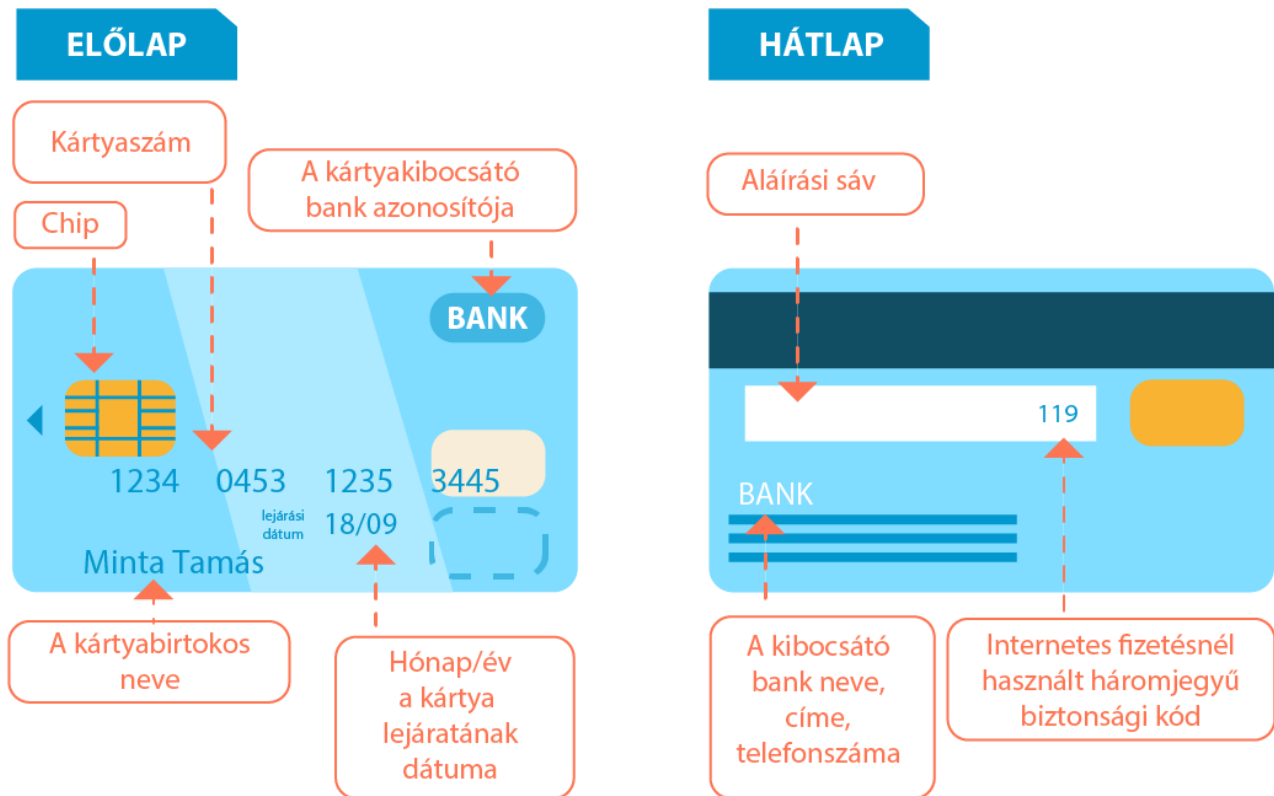 ELŐLAP
Kártyaszám
A kártyakibocsátó
bank azonosítója
Chip
BANK
1234 0453 1235 3445
lejárási
dátum
18/09
Minta Tamás
A kártyabirtokos
neve
Hónap/év
a kártya
lejáratának
dátuma
HÁTLAP
Aláírási sáv
119
BANK
A kibocsátó
bank neve,
címe,
telefonszáma
Internetes fizetésnél
használt háromjegyű
biztonsági kód